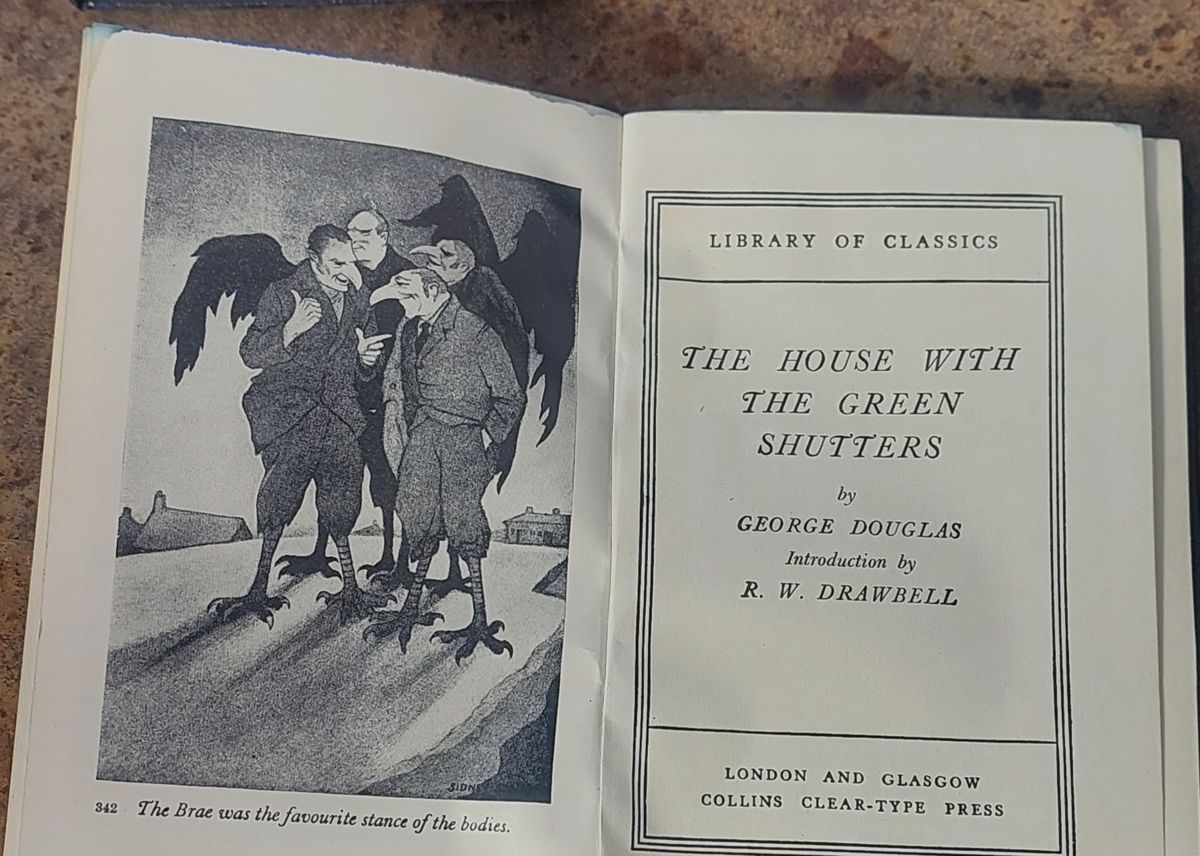 SIDNE
342 The Brae was the favourite stance of the bodies.
LIBRARY OF CLASSICS
THE HOUSE WITH
THE GREEN
SHUTTERS
by
GEORGE DOUGLAS
Introduction by
R. W. DRAWBELL
LONDON AND GLASGOW
COLLINS CLEAR-TYPE PRESS